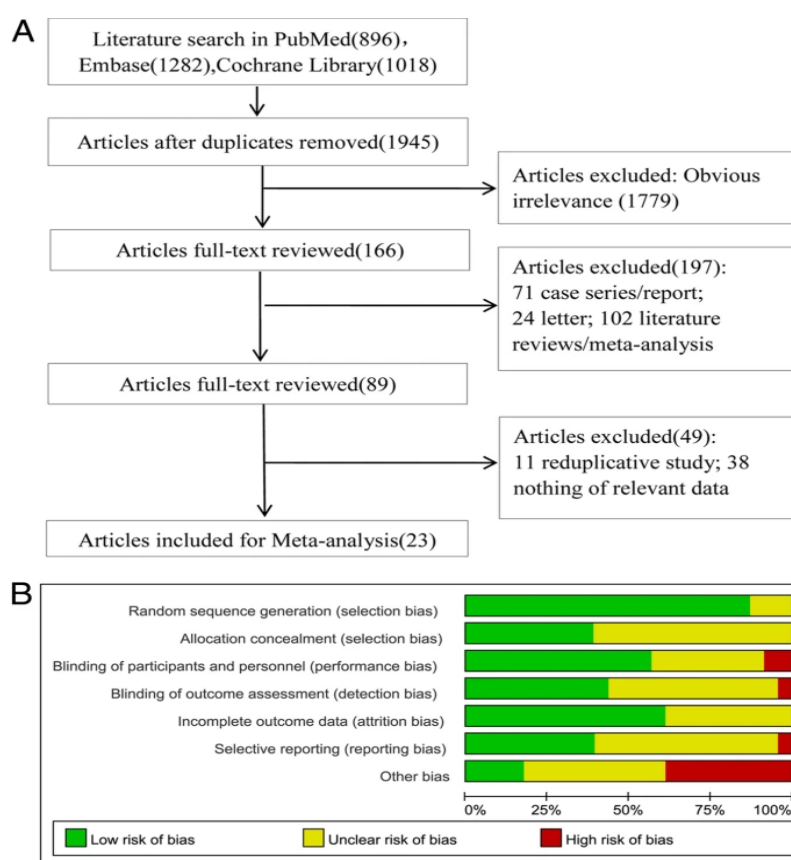 A
Literature search in PubMed(896),
Embase(1282),Cochrane Library(1018)
Articles after duplicates removed(1945)
Articles excluded: Obvious
irrelevance (1779)
Articles full-text reviewed(166)
Articles excluded(197):
71 case series/report;
24 letter; 102 literature
reviews/meta-analysis
Articles full-text reviewed(89)
Articles excluded(49):
11 reduplicative study; 38
nothing of relevant data
Articles included for Meta-analysis(23)
B
Random sequence generation (selection bias)
Allocation concealment (selection bias)
Blinding of participants and personnel (performance bias)
Blinding of outcome assessment (detection bias)
Incomplete outcome data (attrition bias)
Selective reporting (reporting bias)
Other bias
0% 25% 50% 75% 100%
Low risk of bias Unclear risk of bias High risk of bias